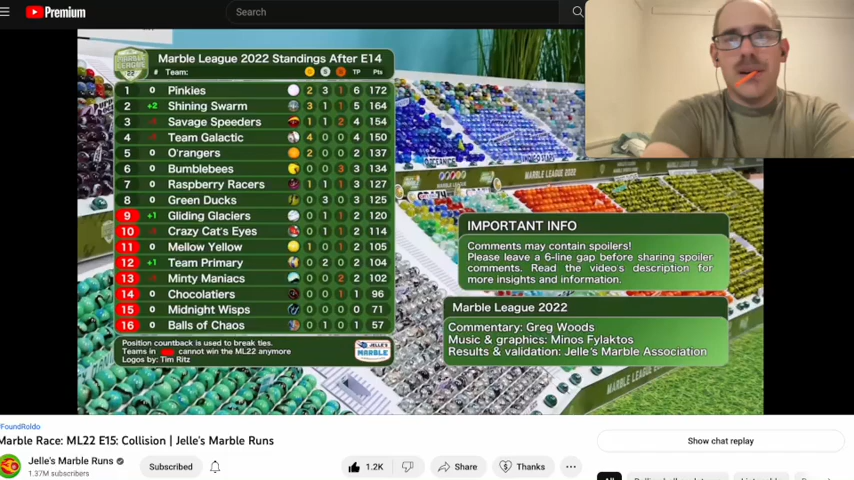 Premium
Search
Marble League 2022 Standings After E14
# Team: G S B TP Pts
1 0 Pinkies 2 3 1 6 172
2 +2 Shining Swarm 3 1 1 5 164
3 -1 Savage Speeders 1 1 2 4 154
4 -1 Team Galactic 4 0 0 4 150
5 0 O'rangers 2 0 0 2 137
6 0 Bumblebees 0 0 3 3 134
7 0 Raspberry Racers 1 1 1 3 127
8 0 Green Ducks 0 3 0 3 125
9 +1 Gliding Glaciers 0 1 1 2 120
10 Crazy Cat's Eyes 0 1 1 2 114
11 0 Mellow Yellow 1 0 1 2 105
12 +1 Team Primary 0 2 0 2 104
13 Minty Maniacs 0 0 2 2 102
14 0 Chocolatiers 0 0 1 1 96
15 0 Midnight Wisps 0 0 0 0 71
16 0 Balls of Chaos 0 1 0 1 57
Position countback is used to break ties.
Teams in cannot win the ML22 anymore
Logos by: Tim Ritz
JELLE'S
MARBLE
MARBLE LEAGUE 2022
IMPORTANT INFO
Comments may contain spoilers!
Please leave a 6-line gap before sharing spoiler
comments. Read the video's description for
more insights and information.
Marble League 2022
Commentary: Greg Woods
Music & graphics: Minos Fylaktos
Results & validation: Jelle's Marble Association
#FoundRoldo
Marble Race: ML22 E15: Collision | Jelle's Marble Runs
Show chat replay
Jelle's Marble Runs
1.37M subscribers
Subscribed
1.2K
Share
Thanks
All